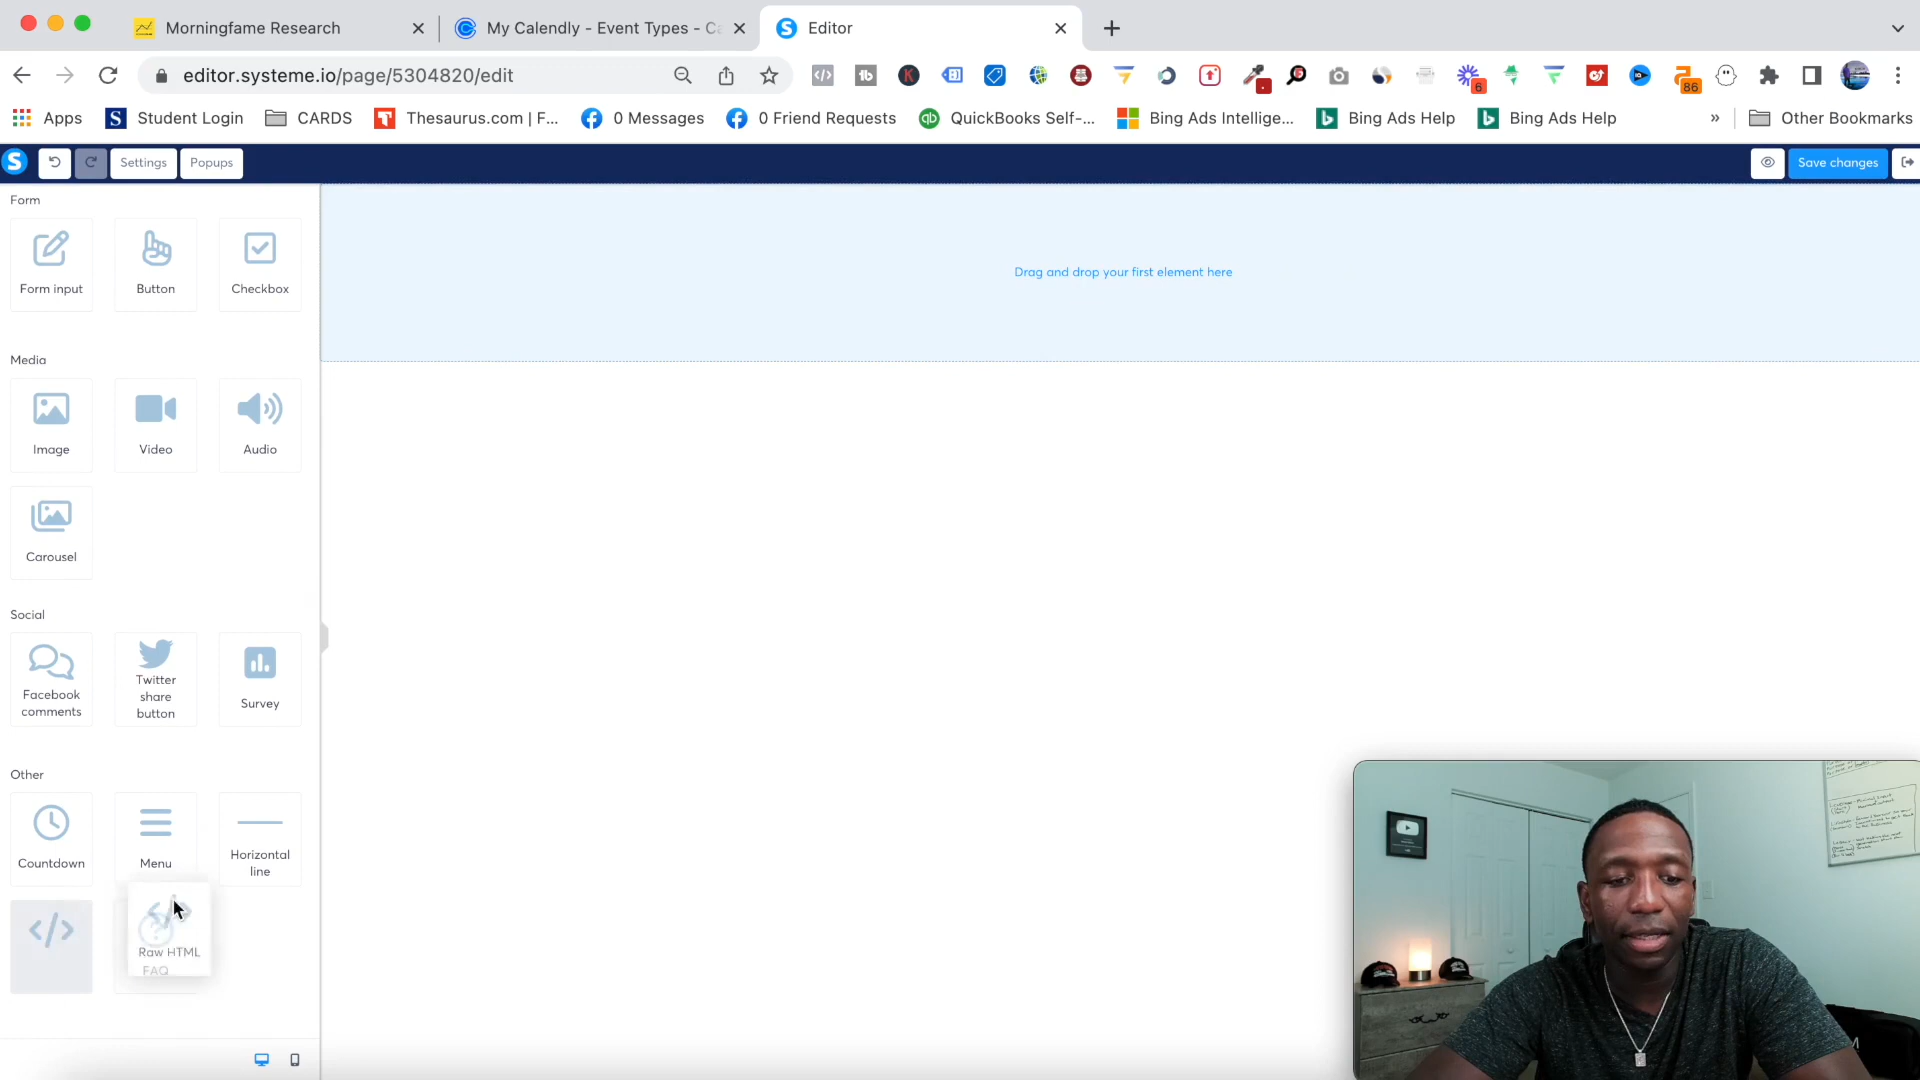 Morningfame Research
My Calendly - Event Types - Ca
Editor
editor.systeme.io/page/5304820/edit
6
86
Apps
Student Login
CARDS
Thesaurus.com | F...
0 Messages
0 Friend Requests
QuickBooks Self-...
Bing Ads Intellige...
Bing Ads Help
Bing Ads Help
»
Other Bookmarks
Settings
Popups
Save changes
Form
Form input
Button
Checkbox
Drag and drop your first element here
Media
Image
Video
Audio
Carousel
Social
Facebook comments
Twitter share button
Survey
Other
Countdown
Menu
Horizontal line
Raw HTML
FAQ